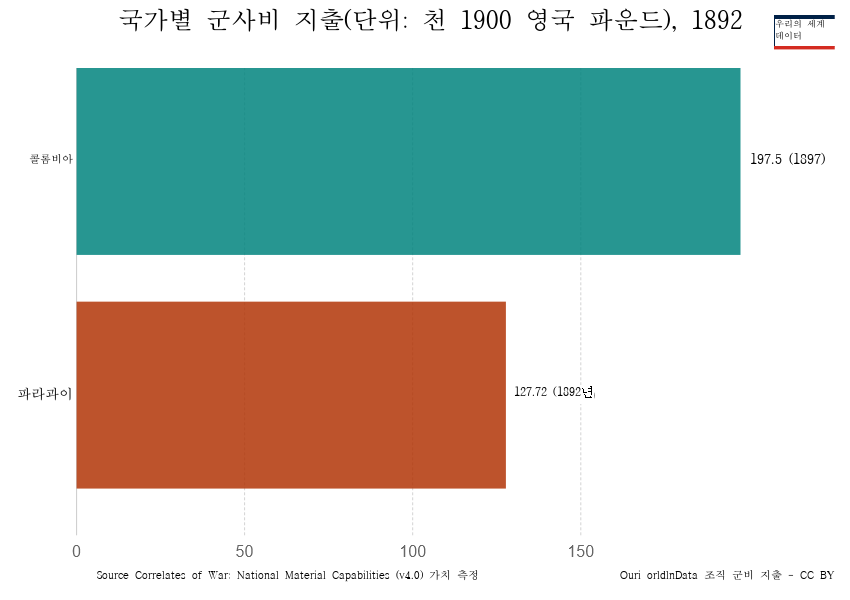 국가별 군사비 지출(단위: 천 1900 영국 파운드), 1892
우리의 세계
데이터
콜롬비아
197.5 (1897)
파라과이
127.72 (1892년,
0
50
100
150
Source Correlates of War: National Material Capabilities (v4.0) 가치 측정
Ouri orldInData 조직 군비 지출 – CC BY